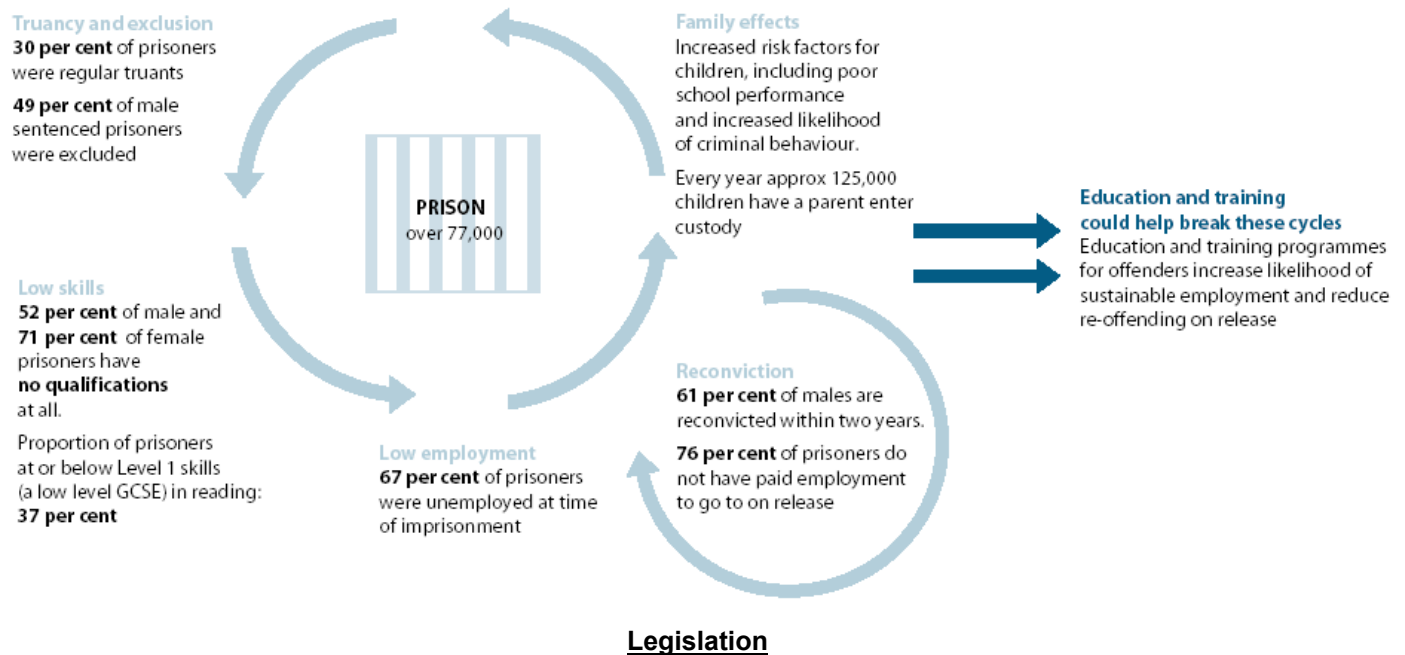 Truancy and exclusion
30 per cent of prisoners
were regular truants
49 per cent of male
sentenced prisoners
were excluded
PRISON
over 77,000
Family effects
Increased risk factors for
children, including poor
school performance
and increased likelihood
of criminal behaviour.
Every year approx 125,000
children have a parent enter
custody
Education and training
could help break these cycles
Education and training programmes
for offenders increase likelihood of
sustainable employment and reduce
re-offending on release
Low skills
52 per cent of male and
71 per cent of female
prisoners have
no qualifications
at all.
Proportion of prisoners
at or below Level 1 skills
(a low level GCSE) in reading:
37 per cent
Low employment
67 per cent of prisoners
were unemployed at time
of imprisonment
Reconviction
61 per cent of males are
reconvicted within two years.
76 per cent of prisoners do
not have paid employment
to go to on release
Legislation